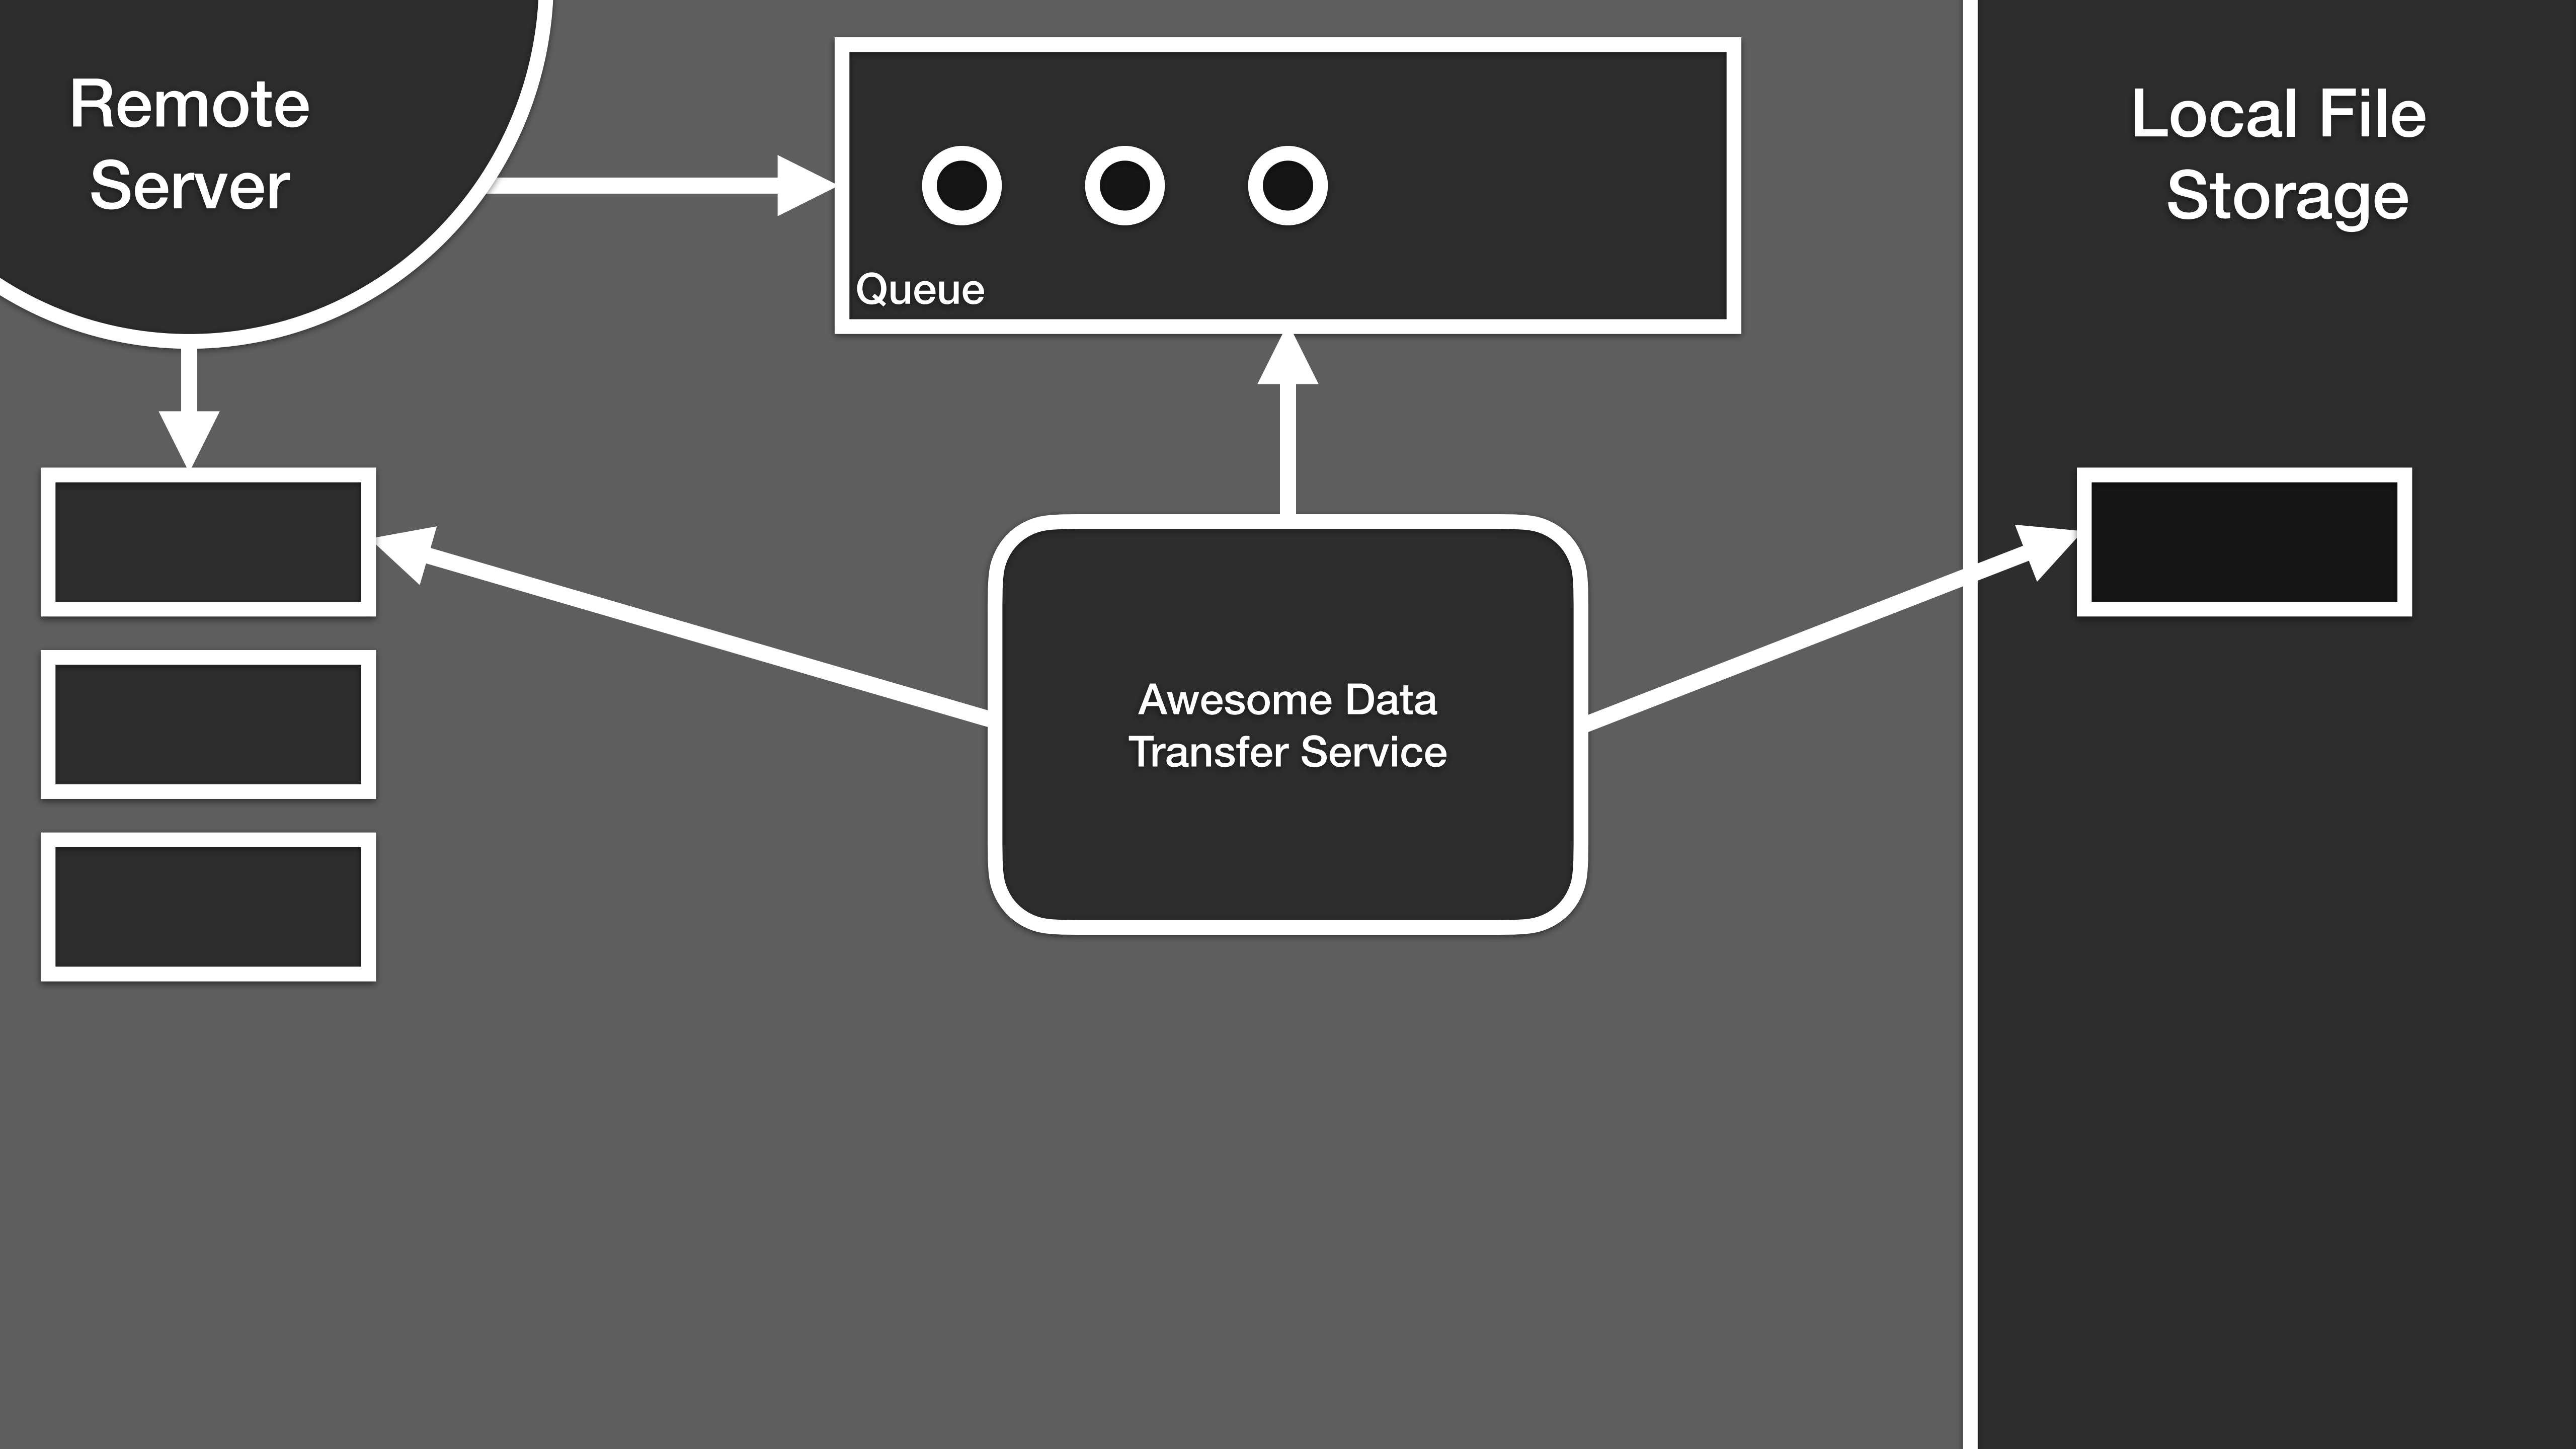 Remote
Server
Queue
Local File
Storage
Awesome Data
Transfer Service